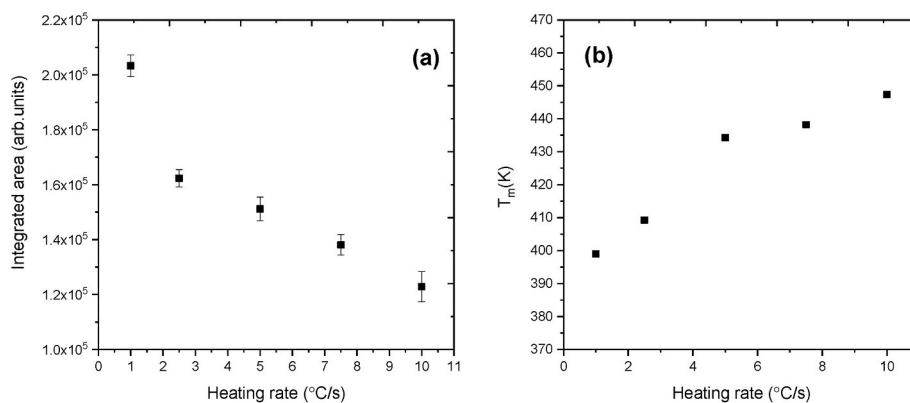 2.2x10⁵
2.0x10⁵
1.8x10⁵
1.6x10⁵
1.4x10⁵
1.2x10⁵
1.0x10⁵
Integrated area (arb.units)
(a)
0 1 2 3 4 5 6 7 8 9 10 11
Heating rate (°C/s)
470
460
450
440
430
420
410
400
390
380
370
Tₘ(K)
(b)
0 2 4 6 8 10
Heating rate (°C/s)